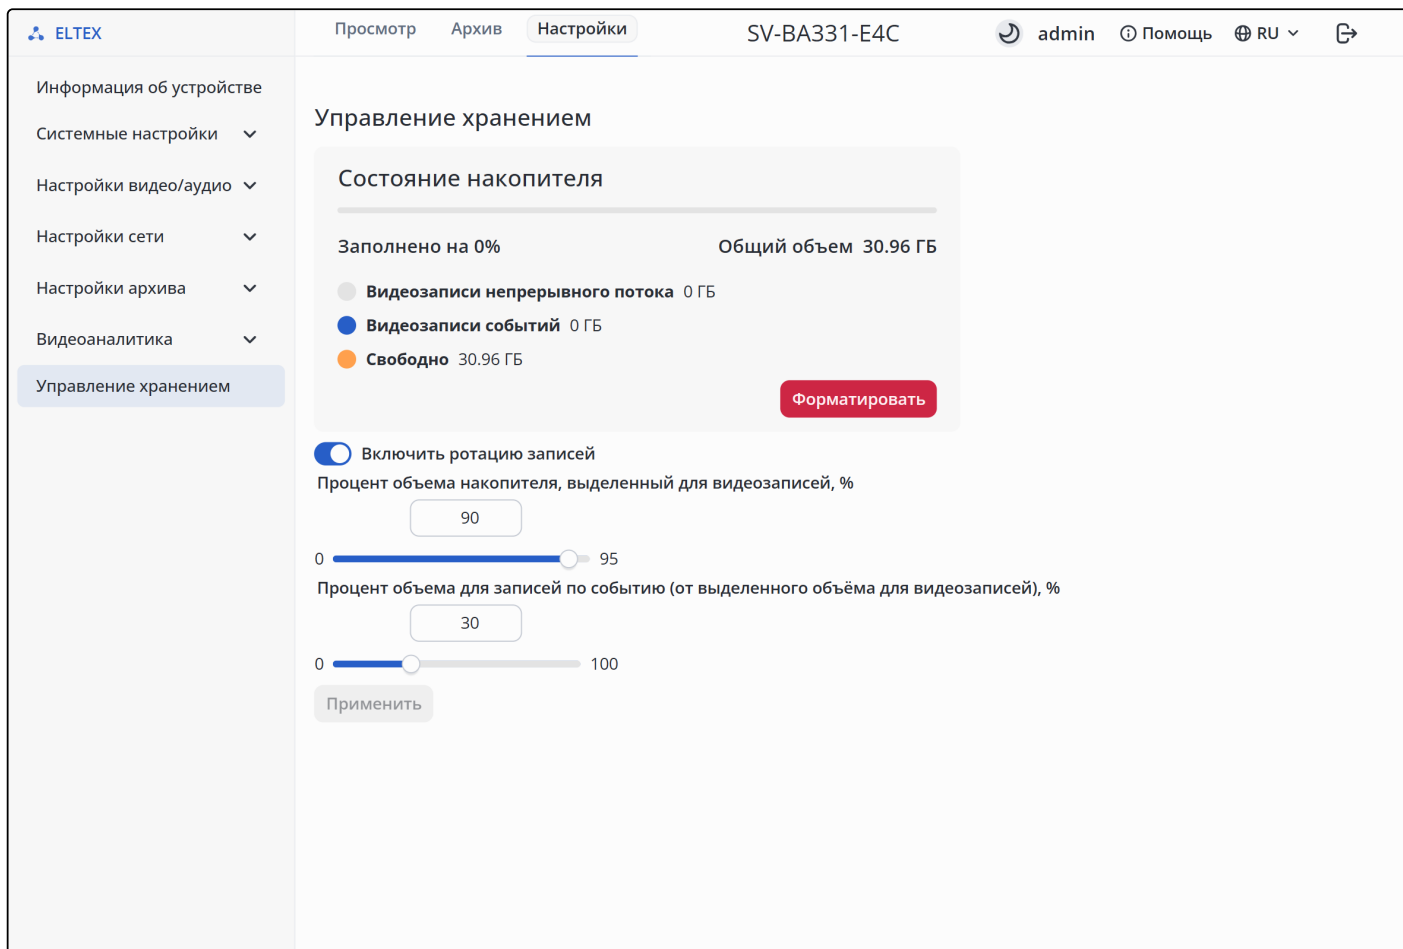 ELTEX
Просмотр Архив Настройки SV-BA331-E4C admin Помощь RU
Информация об устройстве
Системные настройки
Настройки видео/аудио
Настройки сети
Настройки архива
Видеоаналитика
Управление хранением
Управление хранением
Состояние накопителя
Заполнено на 0% Общий объем 30.96 ГБ
Видеозаписи непрерывного потока 0 ГБ
Видеозаписи событий 0 ГБ
Свободно 30.96 ГБ
Форматировать
Включить ротацию записей
Процент объема накопителя, выделенный для видеозаписей, %
90
0 95
Процент объема для записей по событию (от выделенного объёма для видеозаписей), %
30
0 100
Применить